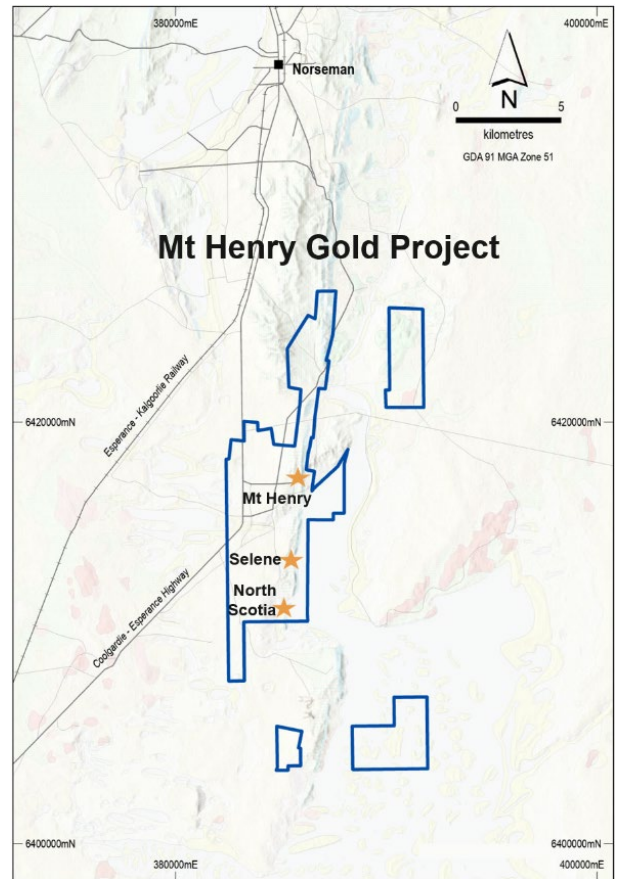 380000mE
400000mE
Norseman
N
0
5
kilometres
GDA 91 MGA Zone 51
Mt Henry Gold Project
Esperance - Kalgoorlie Railway
6420000mN
6420000mN
Mt Henry
Selene
North
Scotia
Coolgardie - Esperance Highway
6400000mN
6400000mN
380000mE
400000mE